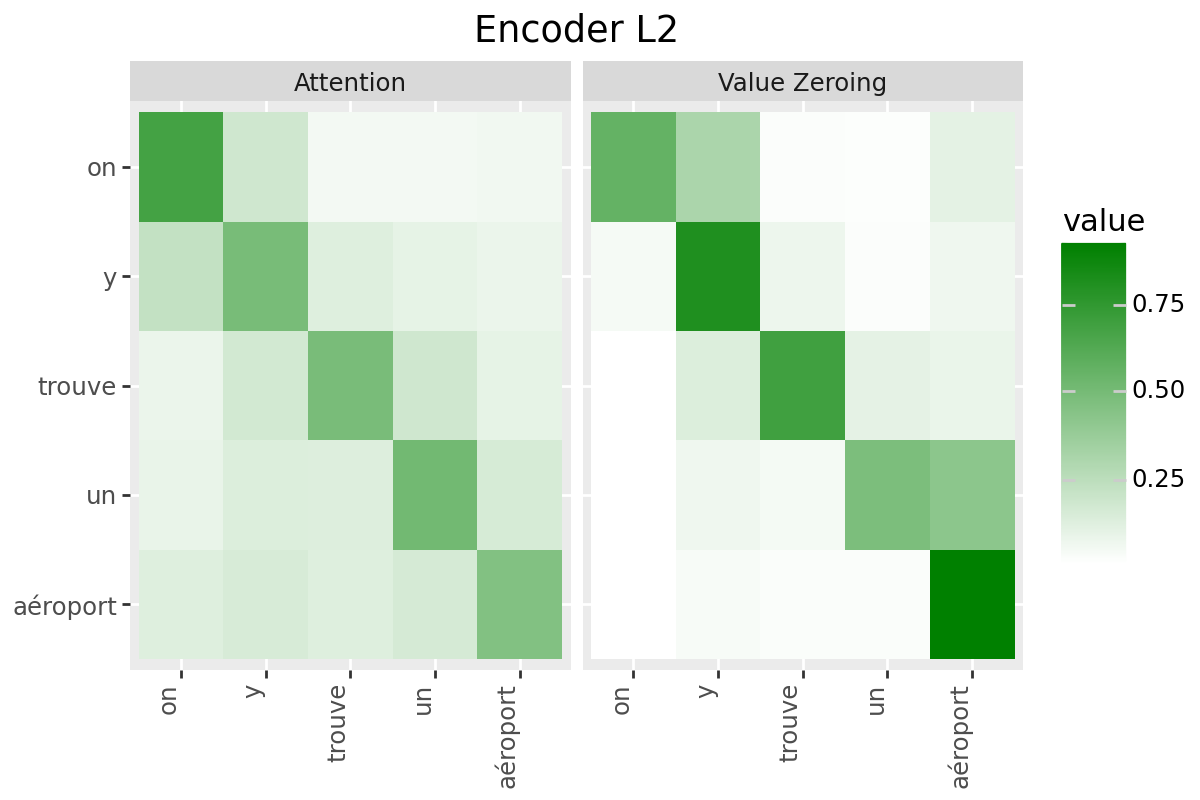 Encoder L2
Attention
Value Zeroing
on
y
trouve
un
aéroport
on
y
trouve
un
aéroport
on
y
trouve
un
aéroport
value
0.75
0.50
0.25